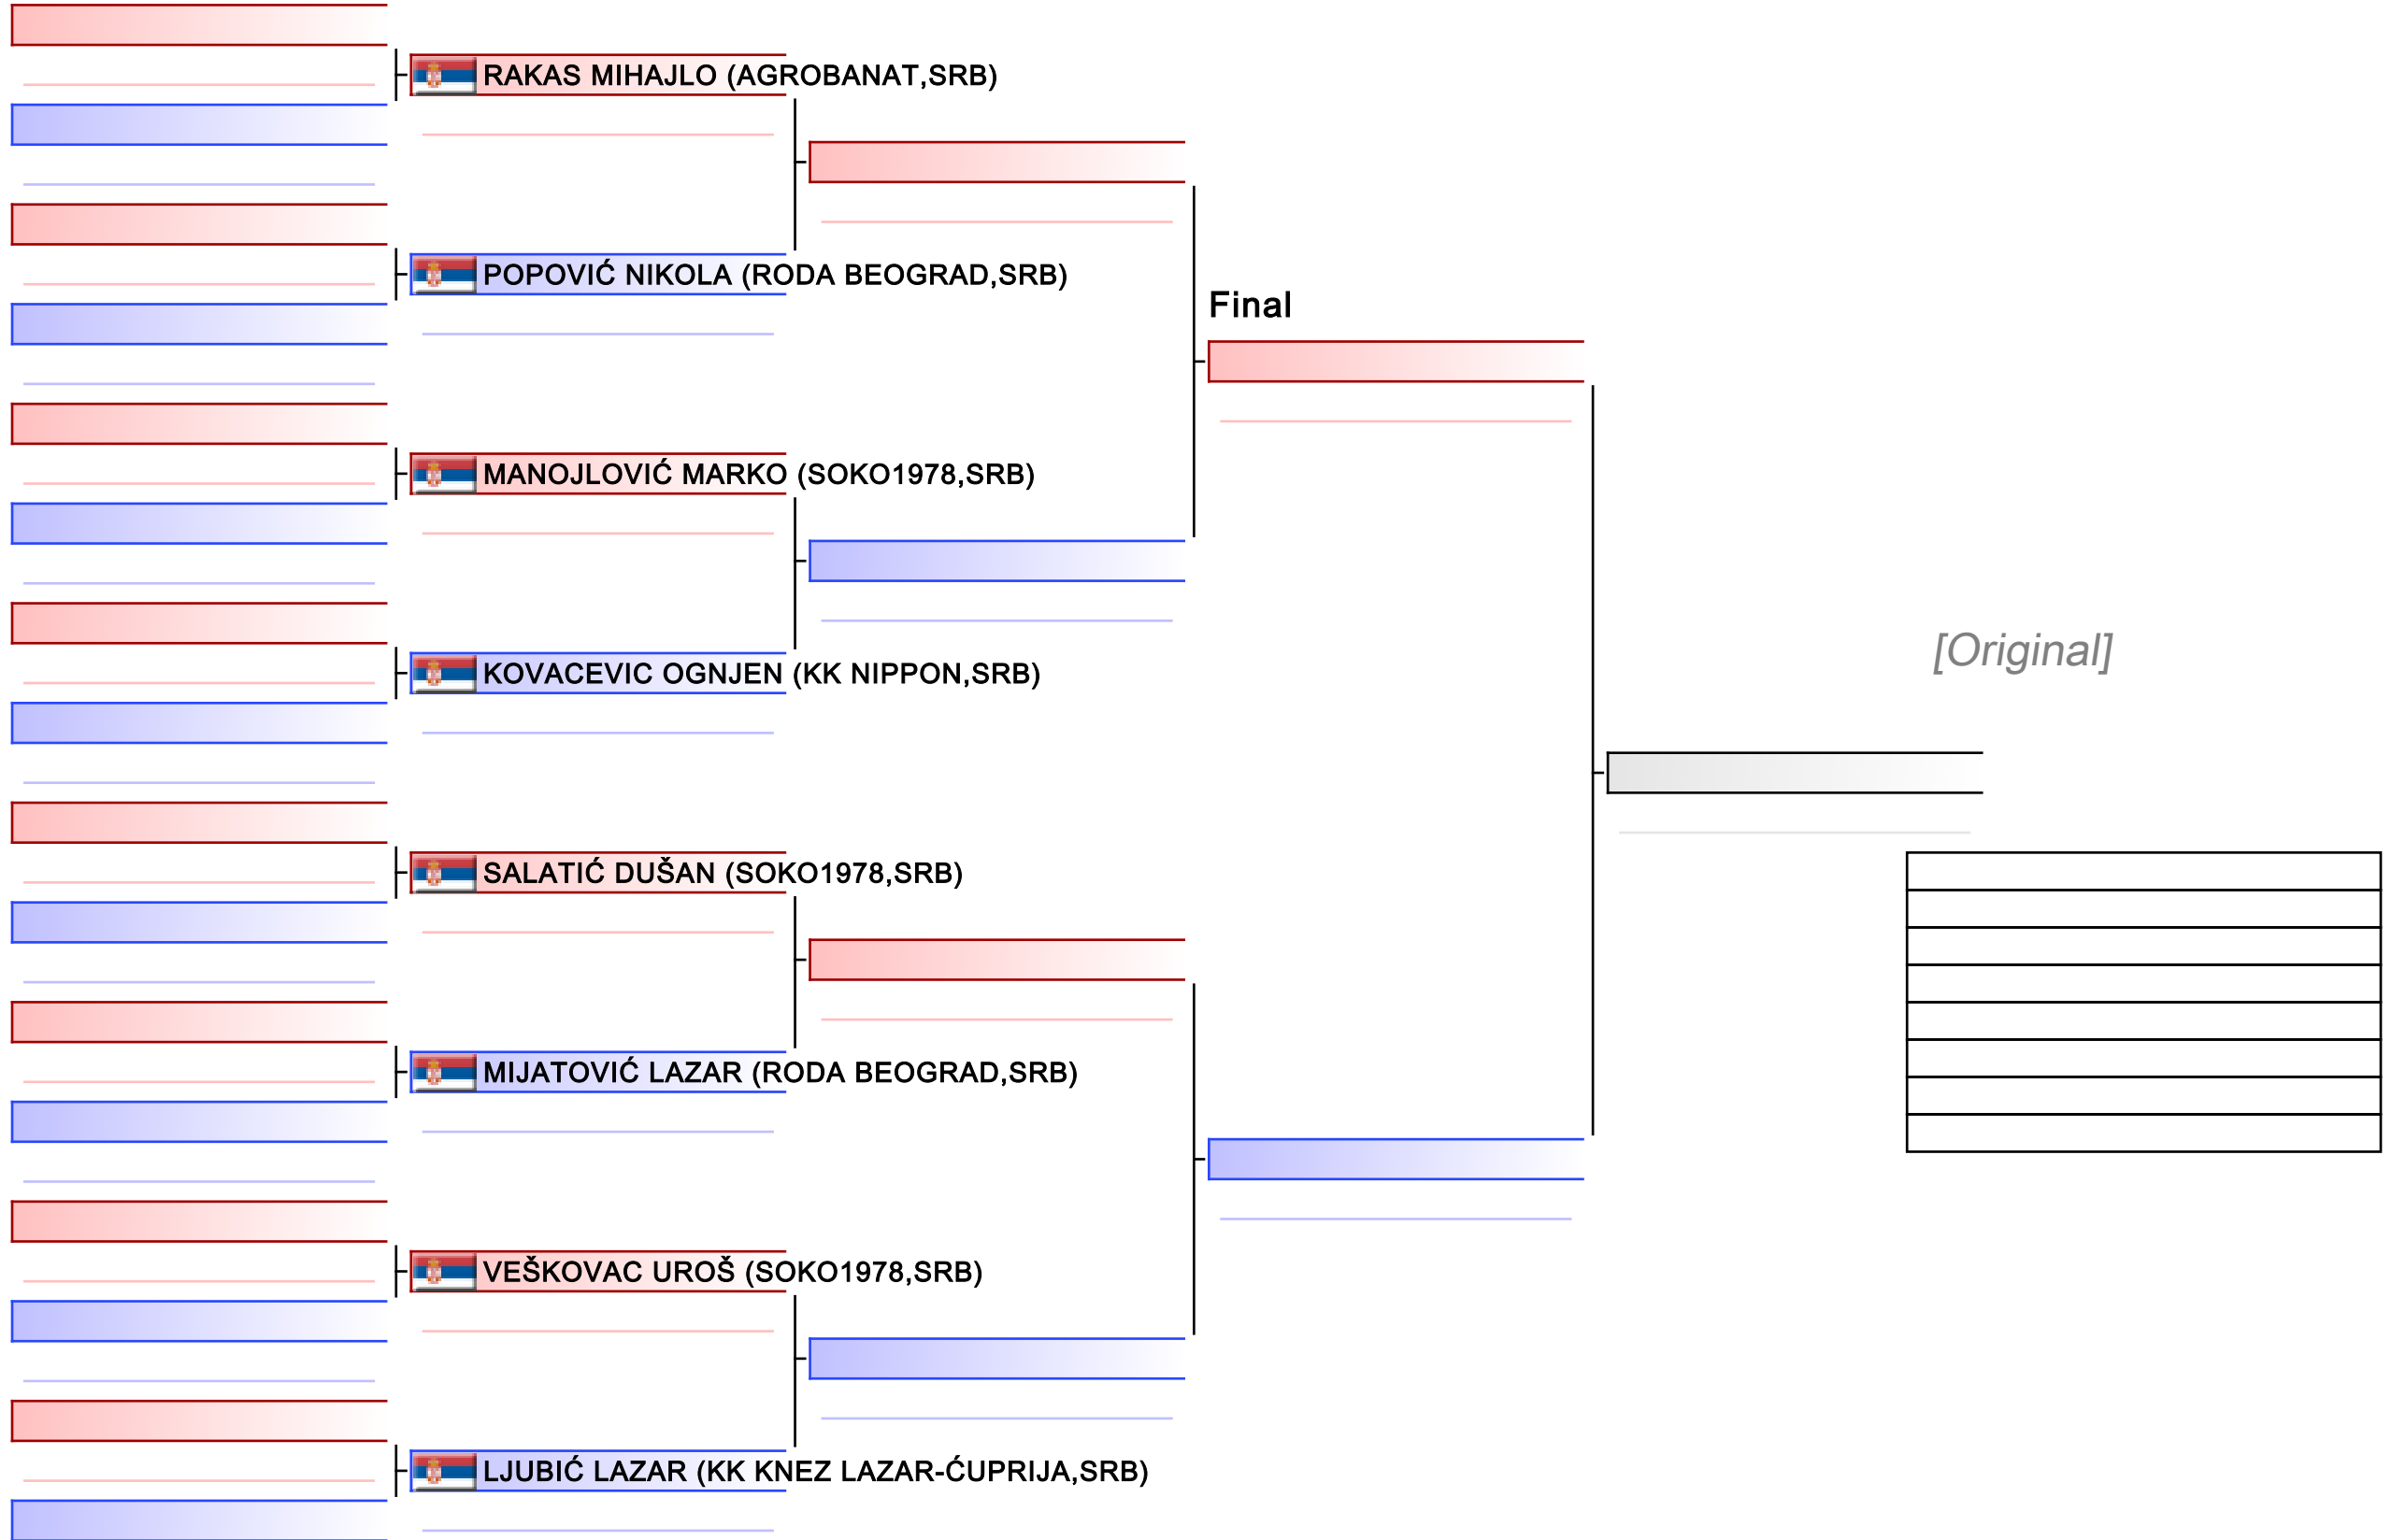 RAKAS MIHAJLO (AGROBANAT,SRB)
POPOVIĆ NIKOLA (RODA BEOGRAD,SRB)
Final
MANOJLOVIĆ MARKO (SOKO1978,SRB)
[Original]
KOVACEVIC OGNJEN (KK NIPPON,SRB)
SALATIĆ DUŠAN (SOKO1978,SRB)
MIJATOVIĆ LAZAR (RODA BEOGRAD,SRB)
VEŠKOVAC UROŠ (SOKO1978,SRB)
LJUBIĆ LAZAR (KK KNEZ LAZAR-ĆUPRIJA,SRB)